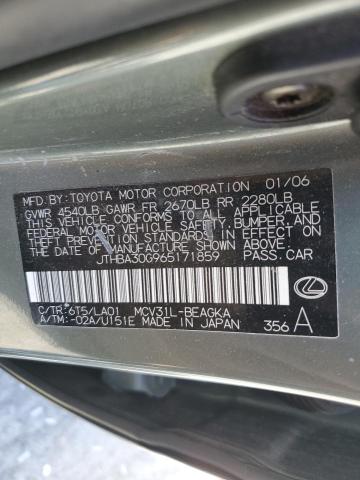 MFD. BY: TOYOTA MOTOR CORPORATION 01/06
GVWR 4540LB GAWR FR 2670LB RR 2280LB
THIS VEHICLE CONFORMS TO ALL APPLICABLE
FEDERAL MOTOR VEHICLE SAFETY, BUMPER, AND
THEFT PREVENTION STANDARDS IN EFFECT ON
THE DATE OF MANUFACTURE SHOWN ABOVE.
JTHBA30G965171859 PASS.CAR
C/TR:6T5/LA01 MCV31L-BEAGKA
A/TM:-02A/U151E MADE IN JAPAN 356 A